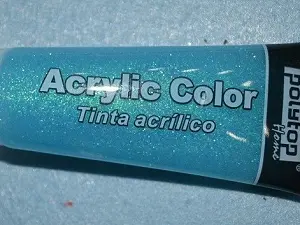 Acrylic Color
Tinta acrílico
polytop
Home
®